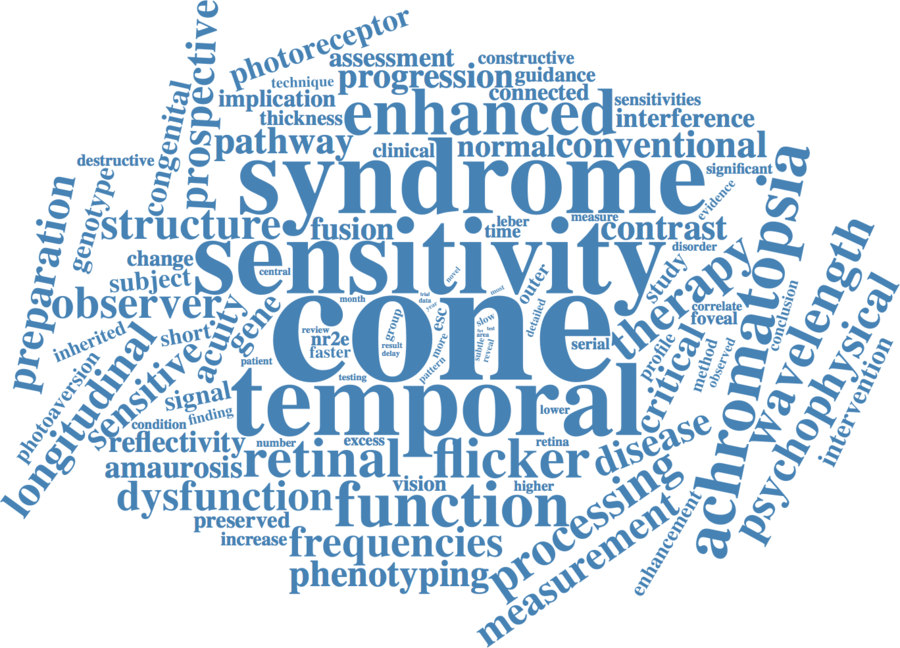 photoreceptor
prospective
congenital
assessment
constructive
technique
progression
guidance
connected
implication
enhanced
sensitivities
thickness
interference
pathway
clinical
normal
conventional
destructive
genotype
syndrome
significant
evidence
preparation
structure
fusion
leber
time
measure
contrast
disorder
achromatopsia
change
sensitivity
central
subject
novel
outer
study
therapy
wavelength
observer
month
trial
data
year
most
cone
correlate
foveal
conclusion
psychophysical
inherited
short
acuity
gene
review
nr2e
faster
group
esc
slow
detailed
serial
profile
critical
method
observed
intervention
photoaversion
longitudinal
sensitive
patient
result
delay
more
area
subtle
reveal
pattern
testing
signal
finding
temporal
lower
condition
reflectivity
number
excess
retina
disease
amaurosis
retinal
flicker
vision
higher
dysfunction
function
processing
preserved
increase
frequencies
measurement
enhancement
phenotyping